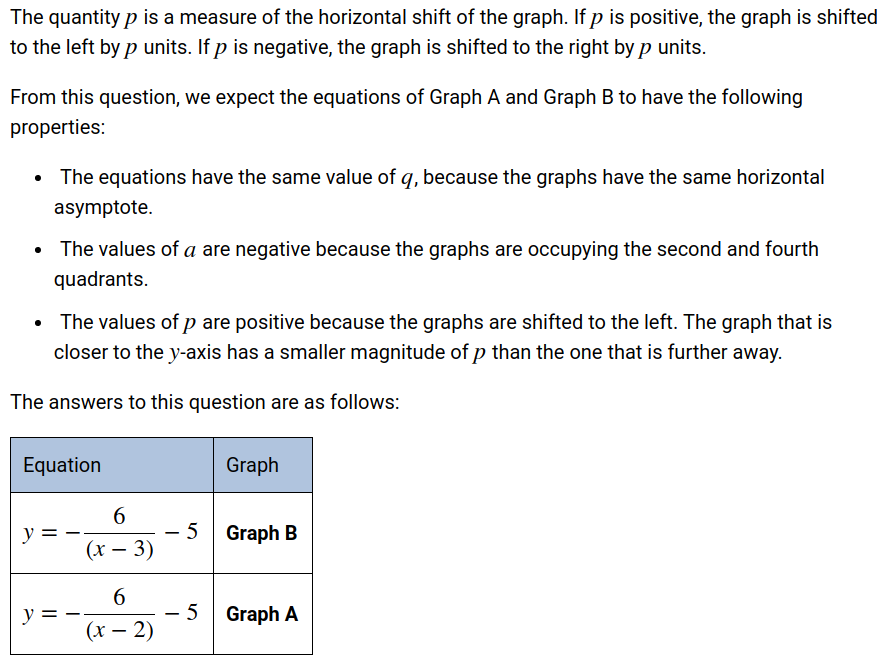 The quantity p is a measure of the horizontal shift of the graph. If p is positive, the graph is shifted
to the left by p units. If p is negative, the graph is shifted to the right by p units.
From this question, we expect the equations of Graph A and Graph B to have the following
properties:
• The equations have the same value of q, because the graphs have the same horizontal
asymptote.
• The values of a are negative because the graphs are occupying the second and fourth
quadrants.
• The values of p are positive because the graphs are shifted to the left. The graph that is
closer to the y-axis has a smaller magnitude of p than the one that is further away.
The answers to this question are as follows:
Equation Graph
y = − 6/(x − 3) − 5 Graph B
y = − 6/(x − 2) − 5 Graph A